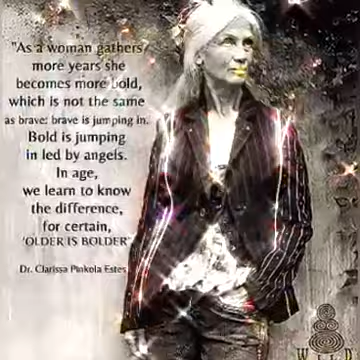 "As a woman gathers
more years she
becomes more bold,
which is not the same
as brave: brave is jumping in.
Bold is jumping
in led by angels.
In age,
we learn to know
the difference,
for certain,
'OLDER IS BOLDER'
Dr. Clarissa Pinkola Estes